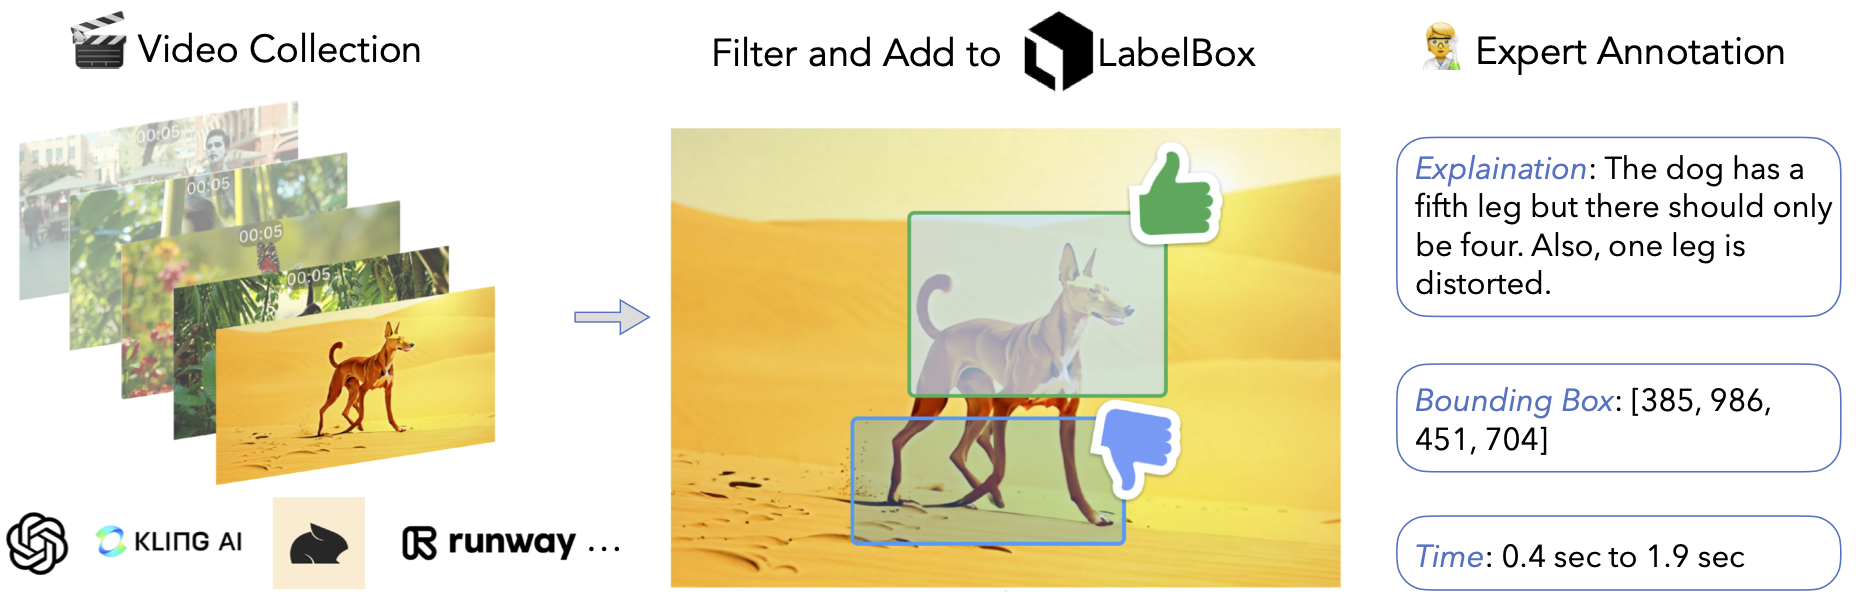 Video Collection
Filter and Add to LabelBox
Expert Annotation
00:05
00:05
00:05
00:05
Explaination: The dog has a
fifth leg but there should only
be four. Also, one leg is
distorted.
Bounding Box: [385, 986,
451, 704]
Time: 0.4 sec to 1.9 sec
KLING AI
runway ...